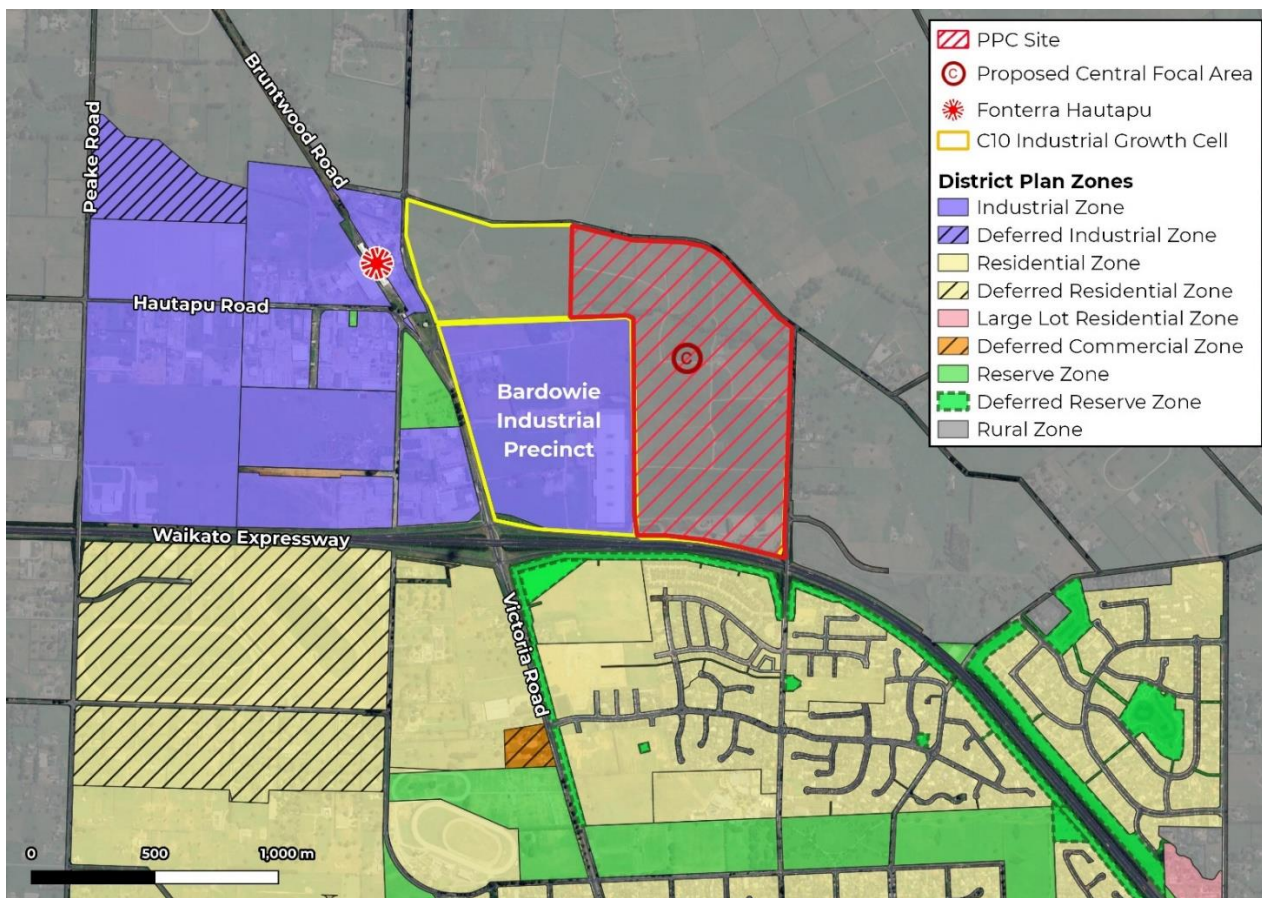 PPC Site
C
Proposed Central Focal Area
Fonterra Hautapu
C10 Industrial Growth Cell
District Plan Zones
Industrial Zone
Deferred Industrial Zone
Residential Zone
Deferred Residential Zone
Large Lot Residential Zone
Deferred Commercial Zone
Reserve Zone
Deferred Reserve Zone
Rural Zone
Bruntwood Road
Peake Road
Hautapu Road
C
Bardowie
Industrial
Precinct
Waikato Expressway
Victoria Road
0 500 1,000 m